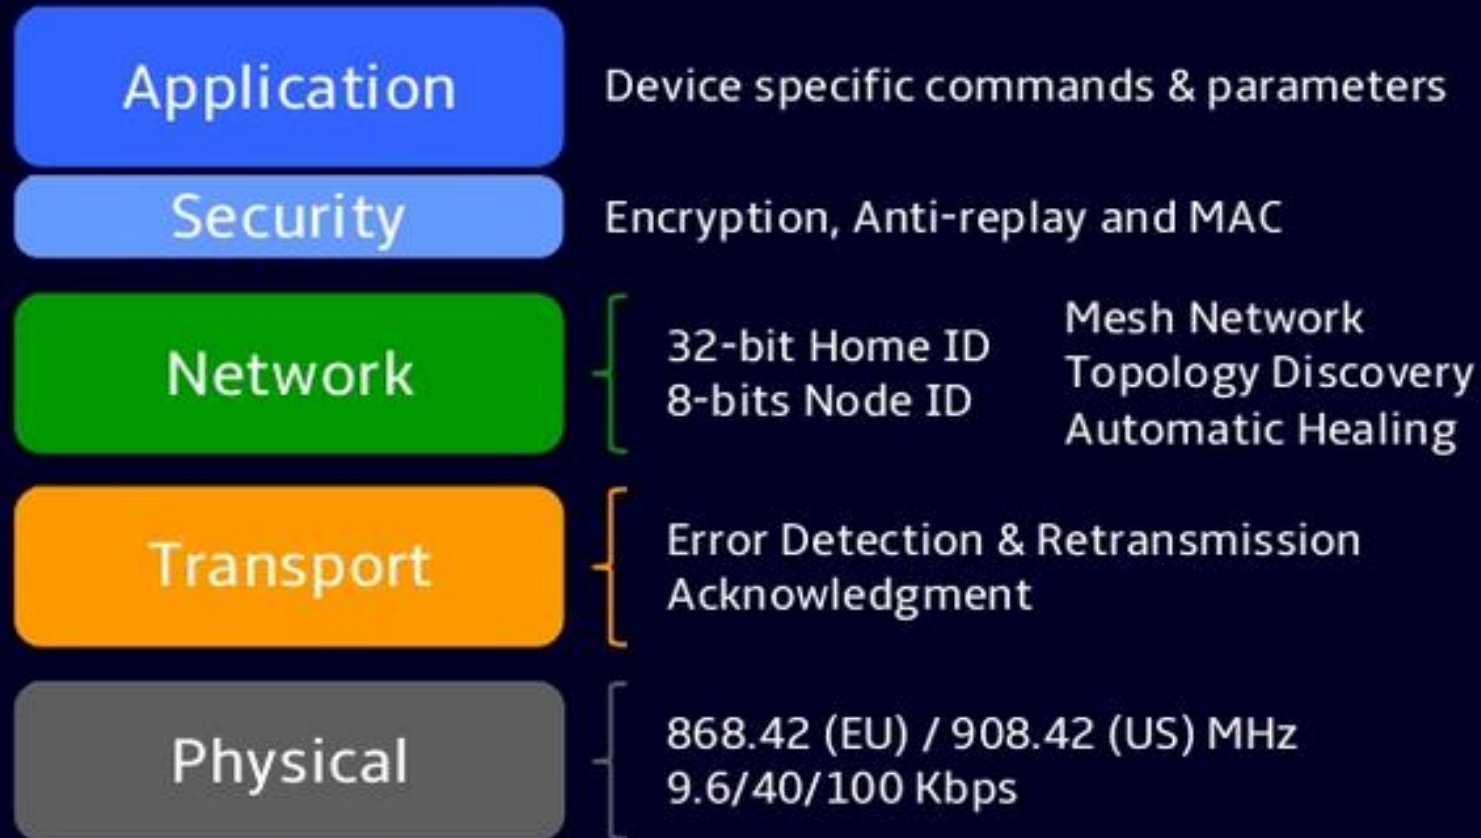 Application
Device specific commands & parameters
Security
Encryption, Anti-replay and MAC
Network
32-bit Home ID
8-bits Node ID
Mesh Network
Topology Discovery
Automatic Healing
Transport
Error Detection & Retransmission
Acknowledgment
Physical
868.42 (EU) / 908.42 (US) MHz
9.6/40/100 Kbps